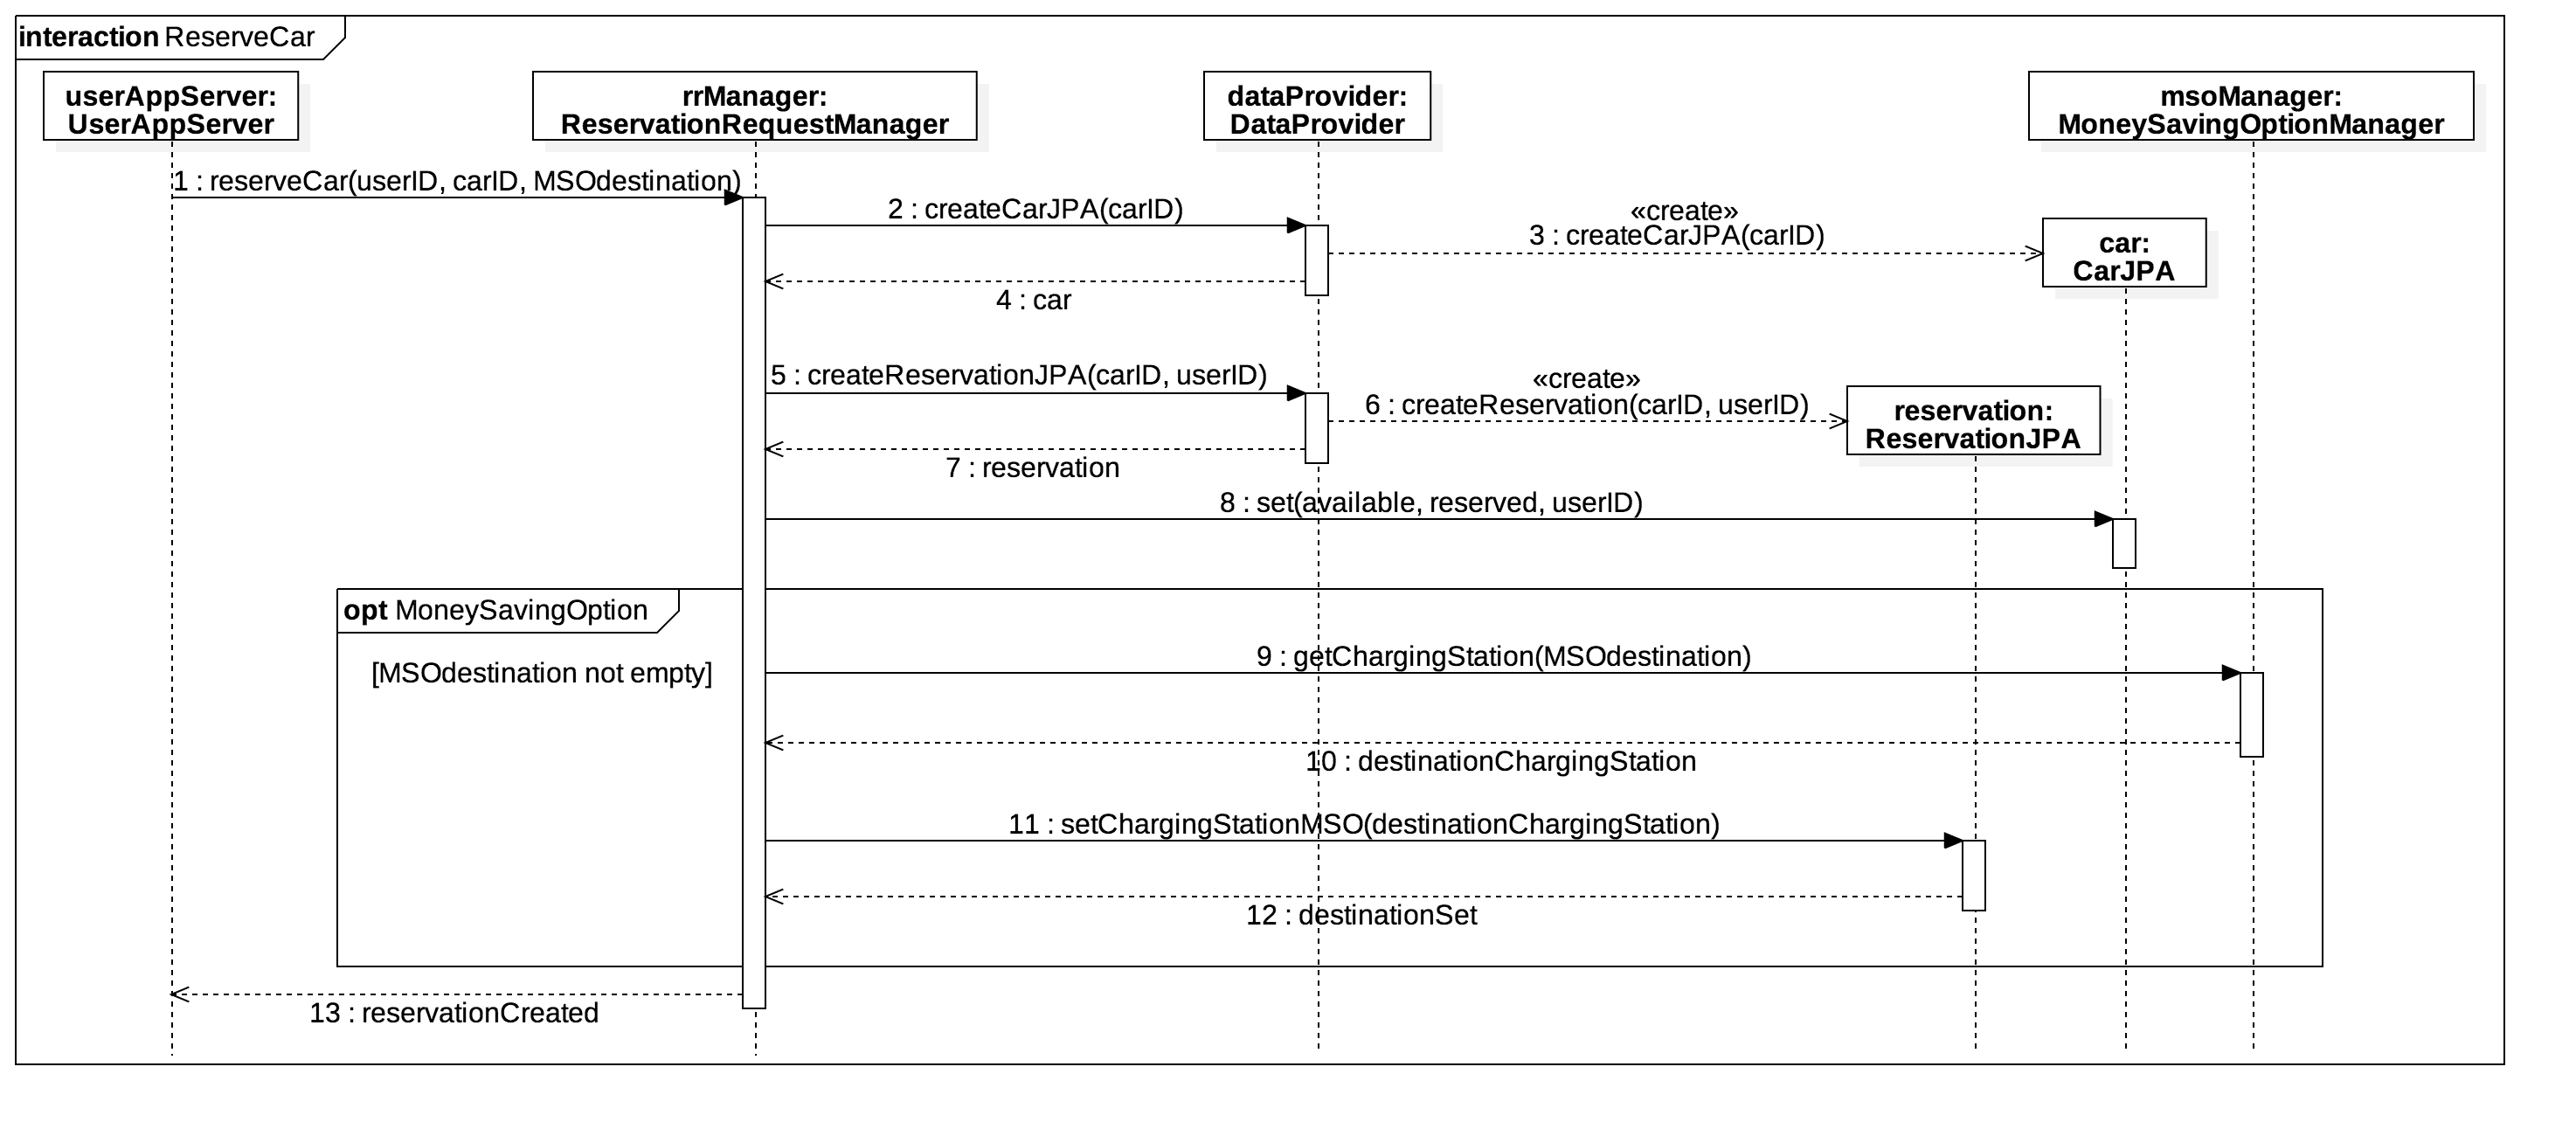 interaction ReserveCar
userAppServer:
UserAppServer
rrManager:
ReservationRequestManager
dataProvider:
DataProvider
msoManager:
MoneySavingOptionManager
1 : reserveCar(userID, carID, MSOdestination)
2 : createCarJPA(carID)
«create»
3 : createCarJPA(carID)
car:
CarJPA
4 : car
5 : createReservationJPA(carID, userID)
«create»
6 : createReservation(carID, userID)
reservation:
ReservationJPA
7 : reservation
8 : set(available, reserved, userID)
opt MoneySavingOption
[MSOdestination not empty]
9 : getChargingStation(MSOdestination)
10 : destinationChargingStation
11 : setChargingStationMSO(destinationChargingStation)
12 : destinationSet
13 : reservationCreated